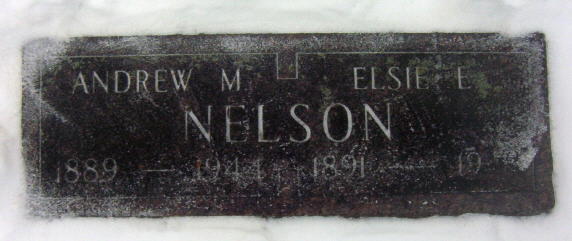 ANDREW M ELSIE E
NELSON
1889 — 1944 1891 — 19